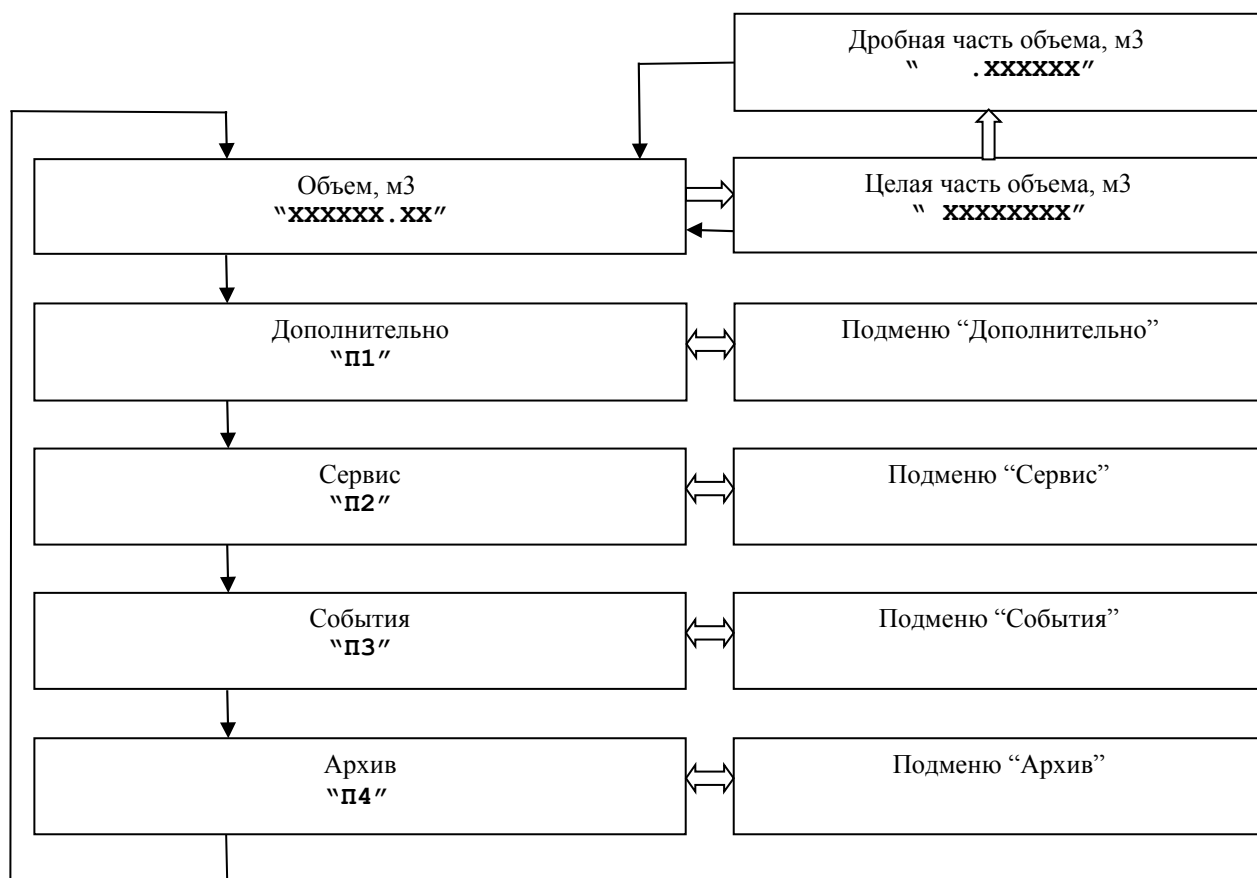 Дробная часть объема, м3
“ .XXXXXX”
Объем, м3
“XXXXXX.XX”
Целая часть объема, м3
“ XXXXXXXX”
Дополнительно
“П1”
Подменю “Дополнительно”
Сервис
“П2”
Подменю “Сервис”
События
“П3”
Подменю “События”
Архив
“П4”
Подменю “Архив”